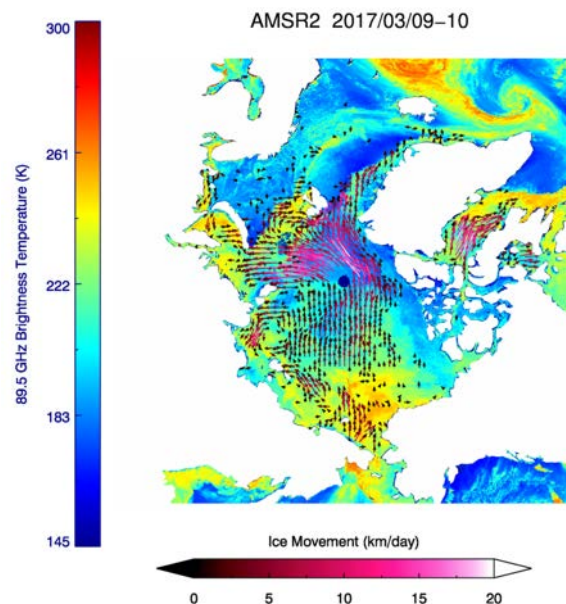 AMSR2 2017/03/09-10
300
261
222
183
145
89.5 GHz Brightness Temperature (K)
Ice Movement (km/day)
0 5 10 15 20